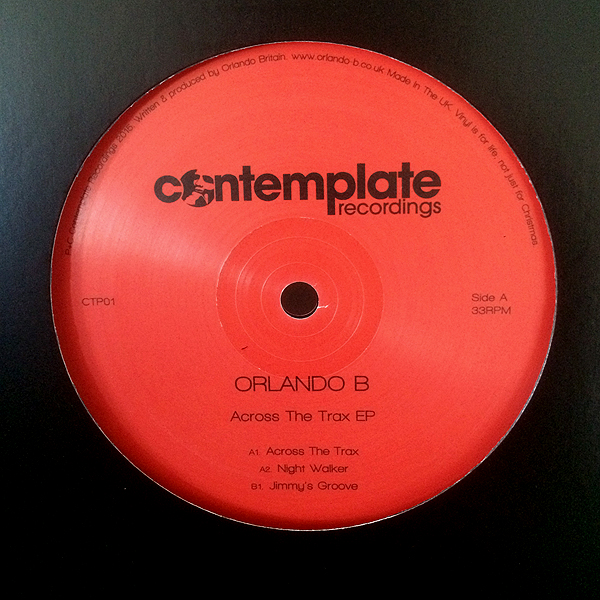 Recordings 2016. Written & produced by Orlando Britain. www.orlando-b.co.uk Made In The UK. Vinyl is for life, not just for Christmas.
contemplate
recordings
CTP01
Side A
33RPM
ORLANDO B
Across The Trax EP
A1. Across The Trax
A2. Night Walker
B1. Jimmy's Groove